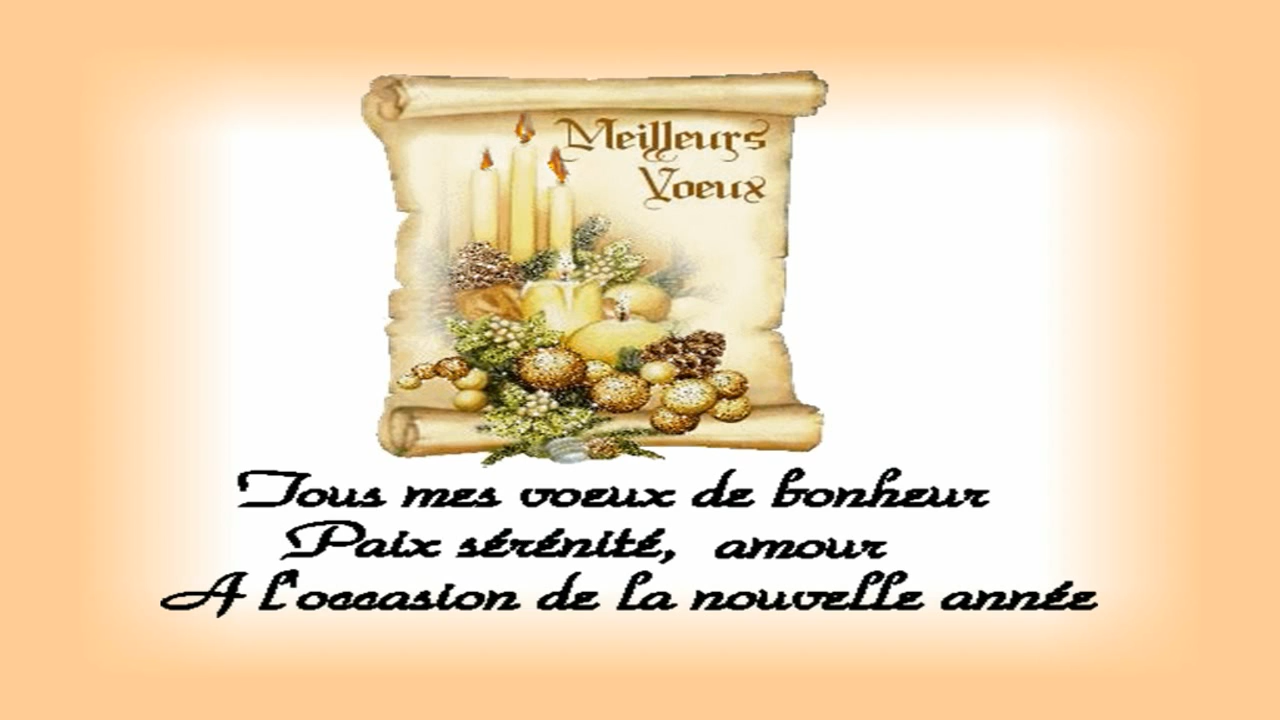 Meilleurs
Voeux
Tous mes voeux de bonheur
Paix sérénité, amour
A l'occasion de la nouvelle année